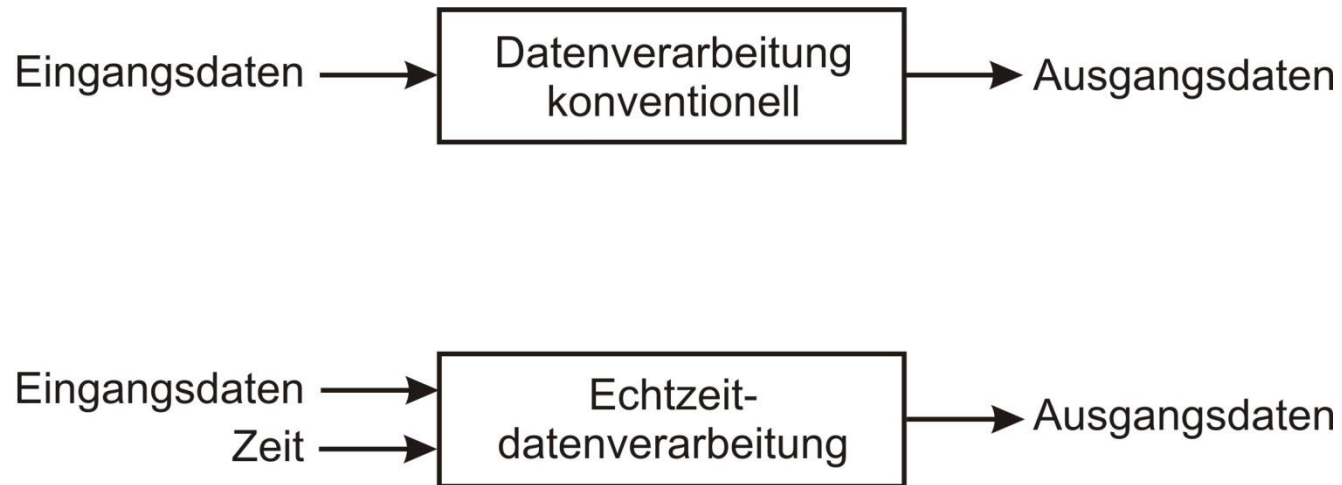 Eingangsdaten
Datenverarbeitung
konventionell
Ausgangsdaten
Eingangsdaten
Zeit
Echtzeit-
datenverarbeitung
Ausgangsdaten